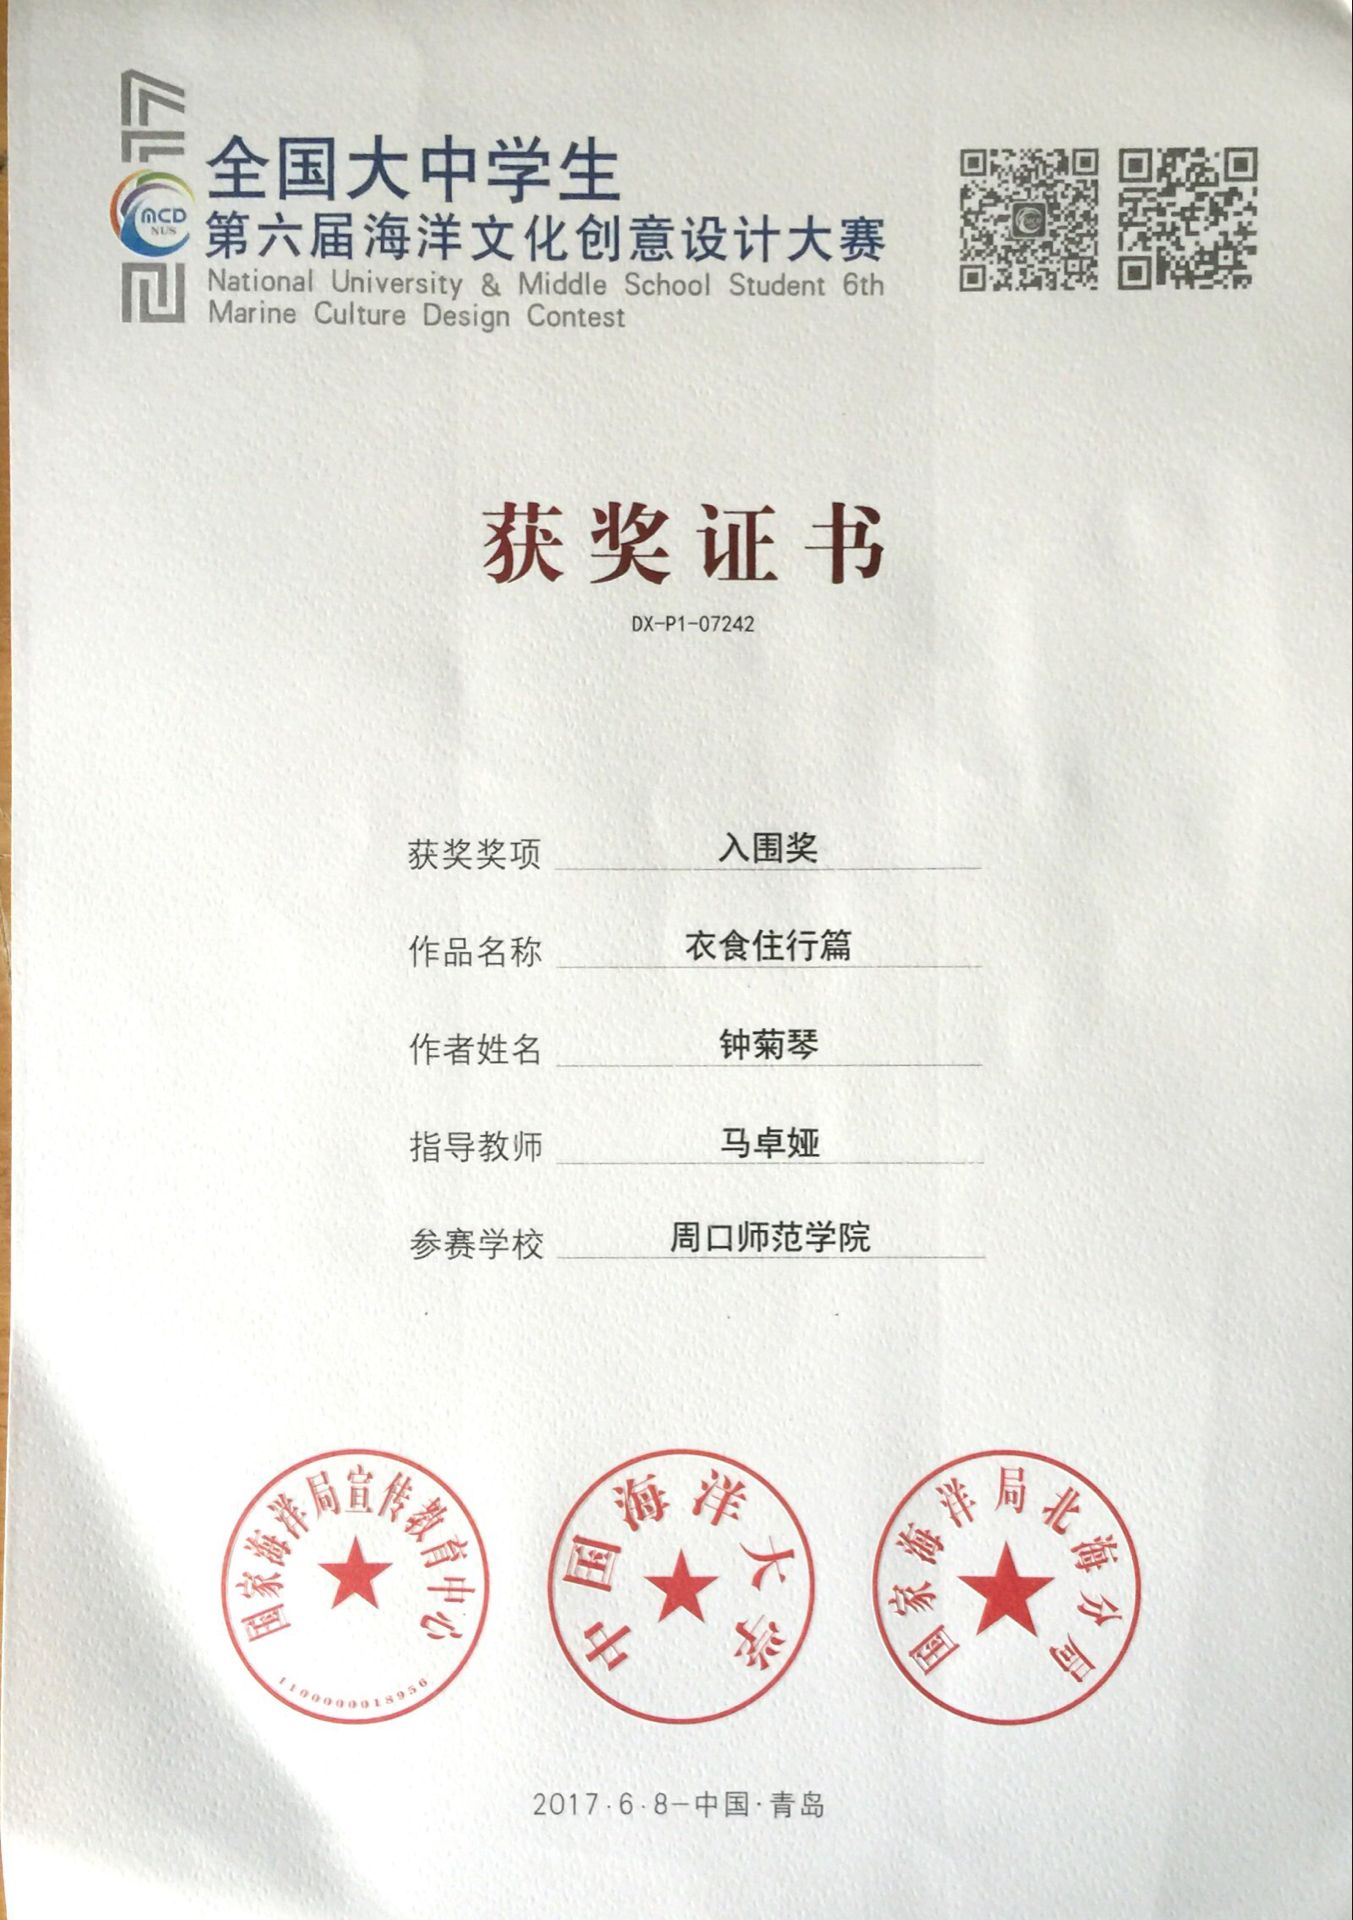 17
全国大中学生
MCD
NUS
第六届海洋文化创意设计大赛
National University & Middle School Student 6th
Marine Culture Design Contest
获奖证书
DX-P1-07242
获奖奖项 入围奖
作品名称 衣食住行篇
作者姓名 钟菊琴
指导教师 马卓娅
参赛学校 周口师范学院
国家海洋局宣传教育中心
1100000018956
中国海洋大学
国家海洋局北海分局
2017·6·8-中国·青岛